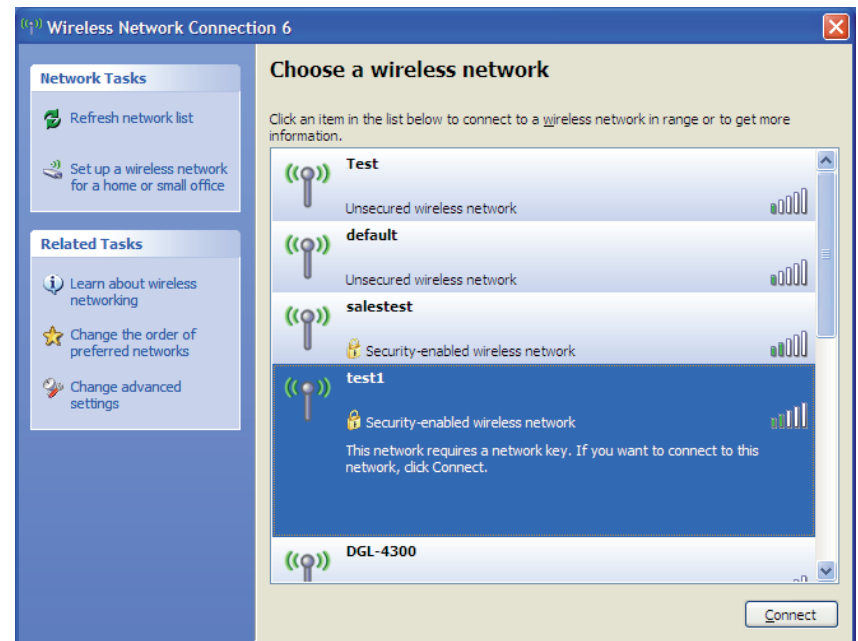 Wireless Network Connection 6
Network Tasks
Refresh network list
Set up a wireless network
for a home or small office
Related Tasks
Learn about wireless
networking
Change the order of
preferred networks
Change advanced
settings
Choose a wireless network
Click an item in the list below to connect to a wireless network in range or to get more
information.
Test
Unsecured wireless network
default
Unsecured wireless network
salestest
Security-enabled wireless network
test1
Security-enabled wireless network
This network requires a network key. If you want to connect to this
network, click Connect.
DGL-4300
Connect